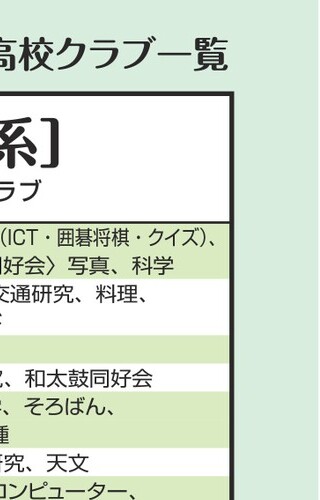 高校クラブ一覧
系]
ラブ
(ICT・囲碁将棋・クイズ)、
好会〉写真、科学
交通研究、料理、
、和太鼓同好会
、そろばん、
種
研究、天文
コンピューター、